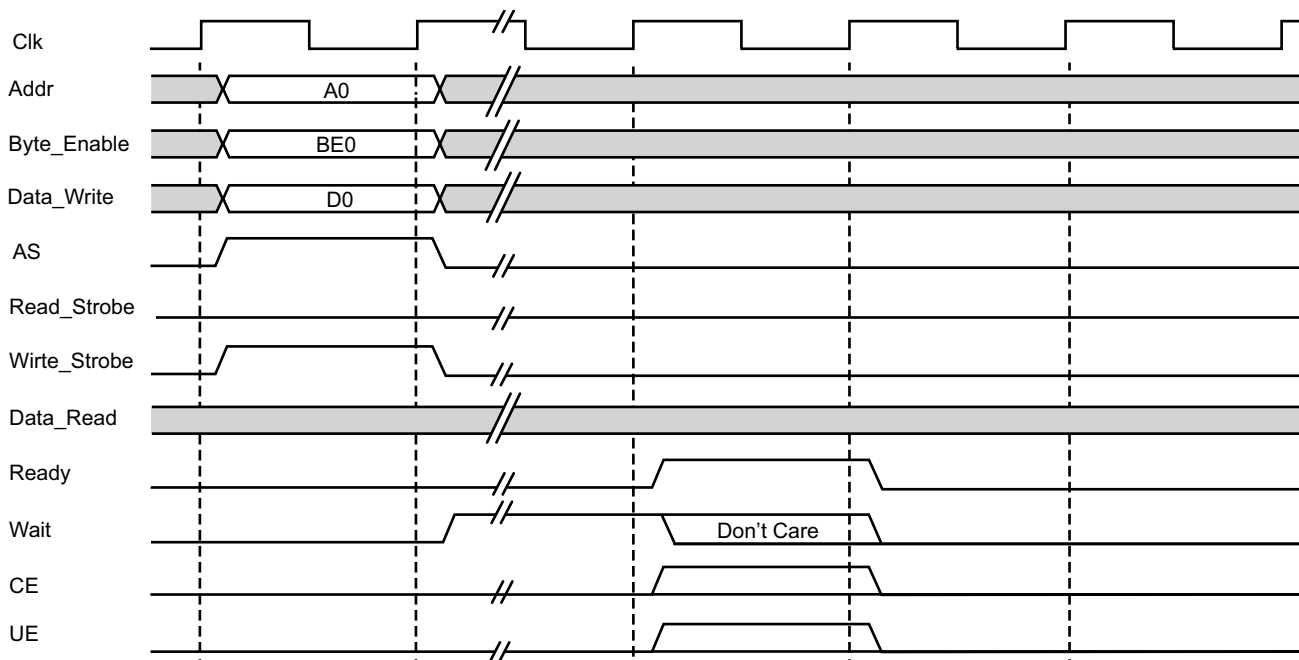 Clk
Addr
A0
Byte_Enable
BE0
Data_Write
D0
AS
Read_Strobe
Wirte_Strobe
Data_Read
Ready
Wait
Don't Care
CE
UE